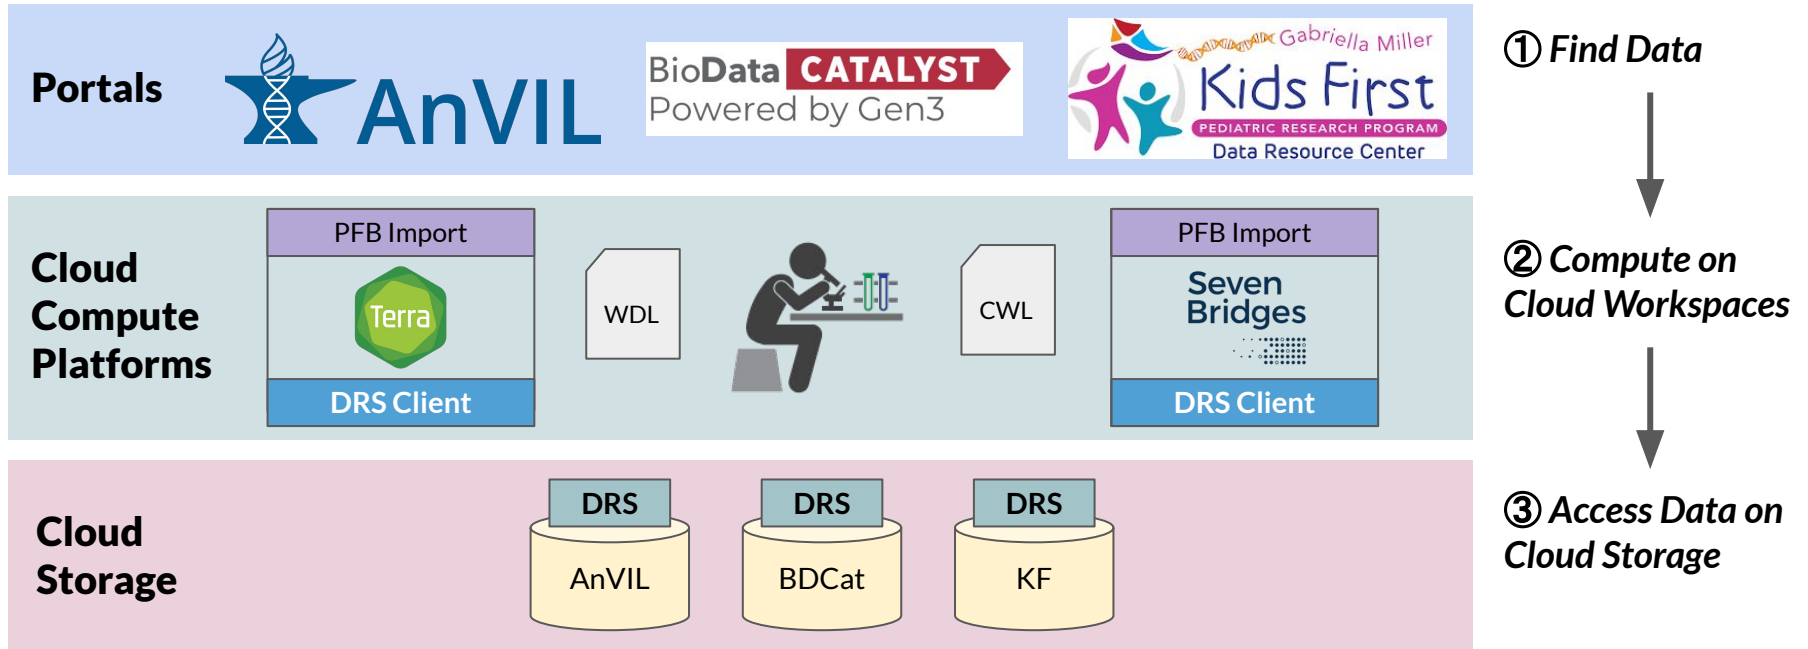 Portals
AnVIL
BioData CATALYST
Powered by Gen3
Gabriella Miller
Kids First
PEDIATRIC RESEARCH PROGRAM
Data Resource Center
① Find Data
Cloud
Compute
Platforms
PFB Import
Terra
DRS Client
WDL
CWL
PFB Import
Seven
Bridges
DRS Client
② Compute on
Cloud Workspaces
Cloud
Storage
DRS
AnVIL
DRS
BDCat
DRS
KF
③ Access Data on
Cloud Storage